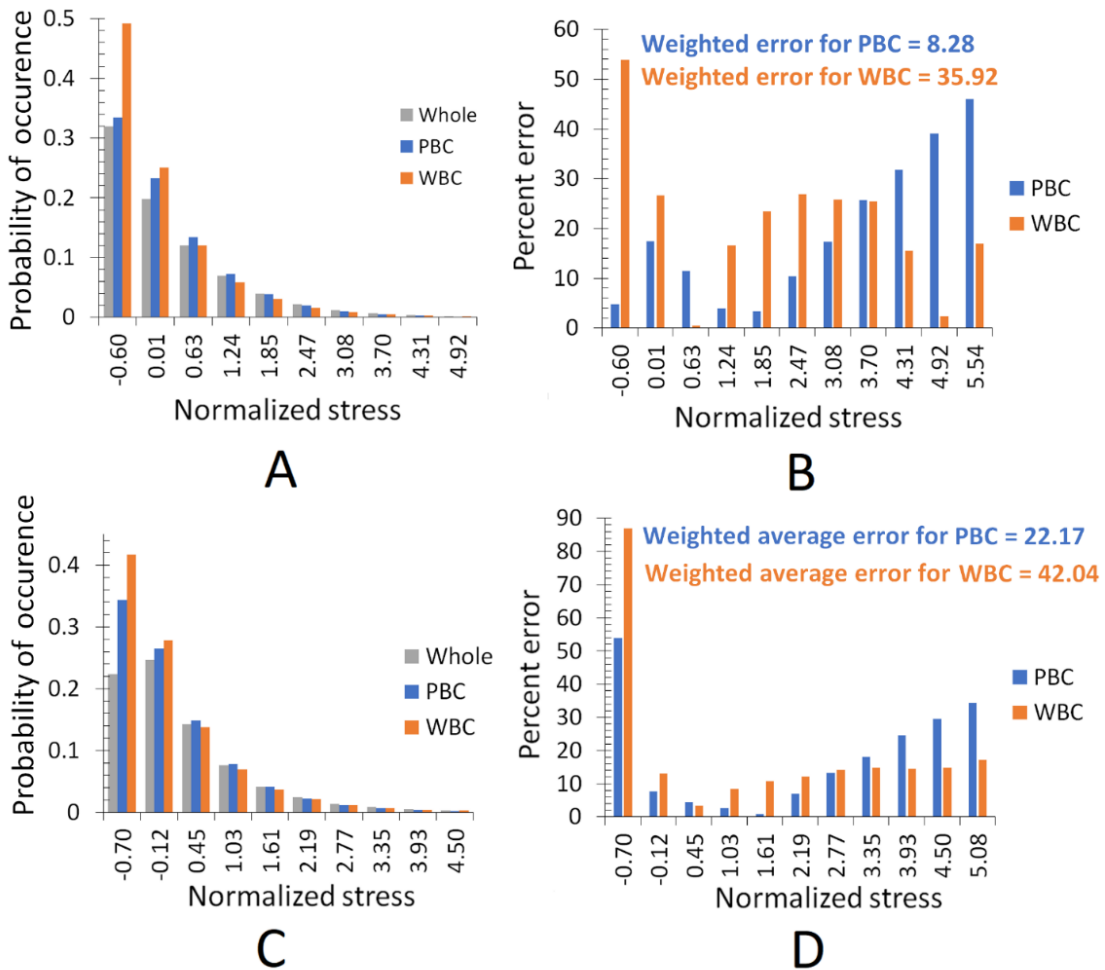 Probability of occurence
0.5
0.4
0.3
0.2
0.1
0
Whole
PBC
WBC
-0.60
0.01
0.63
1.24
1.85
2.47
3.08
3.70
4.31
4.92
Normalized stress
A
Percent error
60
50
40
30
20
10
0
Weighted error for PBC = 8.28
Weighted error for WBC = 35.92
PBC
WBC
-0.60
0.01
0.63
1.24
1.85
2.47
3.08
3.70
4.31
4.92
5.54
Normalized stress
B
Probability of occurence
0.4
0.3
0.2
0.1
0
Whole
PBC
WBC
-0.70
-0.12
0.45
1.03
1.61
2.19
2.77
3.35
3.93
4.50
Normalized stress
C
Percent error
90
80
70
60
50
40
30
20
10
0
Weighted average error for PBC = 22.17
Weighted average error for WBC = 42.04
PBC
WBC
-0.70
-0.12
0.45
1.03
1.61
2.19
2.77
3.35
3.93
4.50
5.08
Normalized stress
D